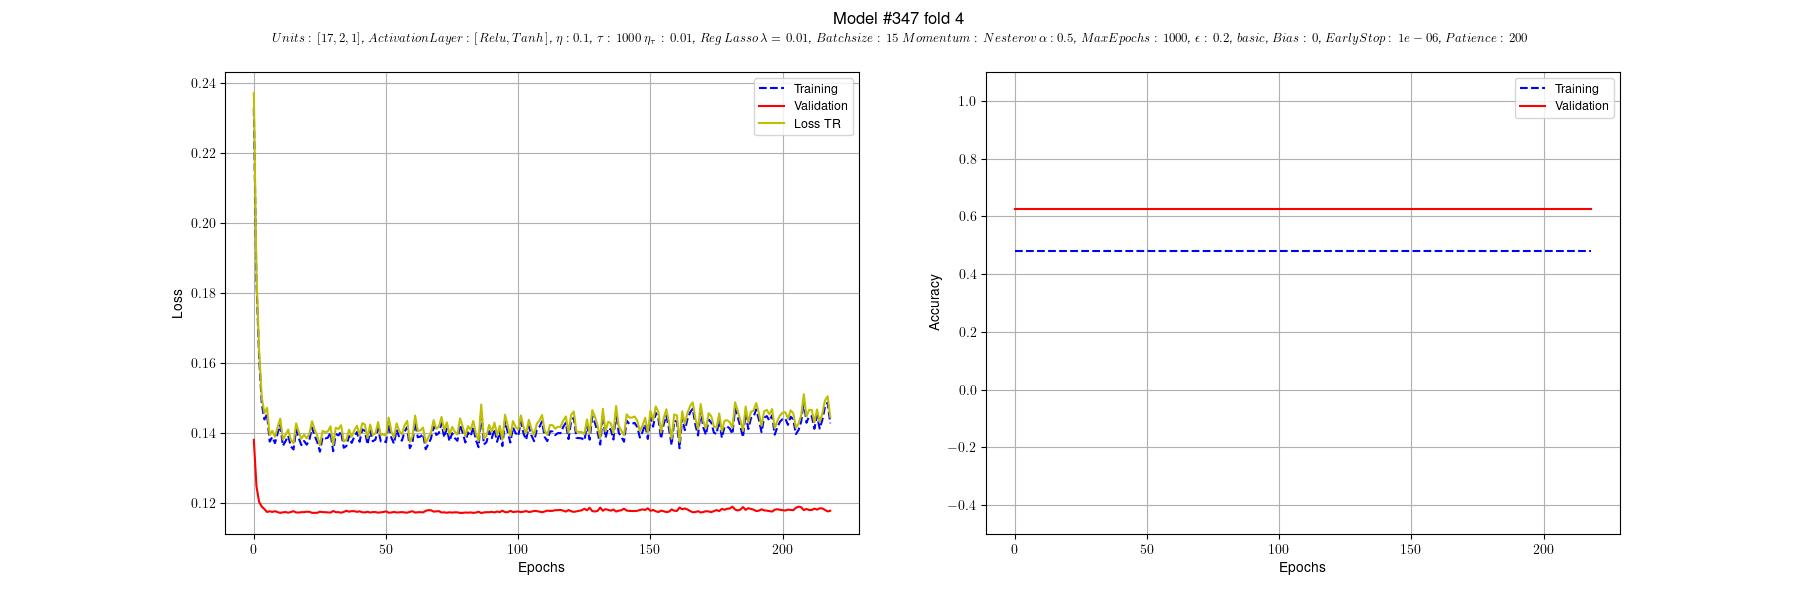 Model #347 fold 4
Units : [17, 2, 1], ActivationLayer : [Relu, Tanh], η : 0.1, τ : 1000 ητ : 0.01, Reg Lasso λ = 0.01, Batchsize : 15 Momentum : Nesterov α : 0.5, MaxEpochs : 1000, ϵ : 0.2, basic, Bias : 0, EarlyStop : 1e − 06, Patience : 200
0.24
0.22
0.20
0.18
0.16
0.14
0.12
Loss
0 50 100 150 200
Epochs
Training
Validation
Loss TR
1.0
0.8
0.6
0.4
0.2
0.0
−0.2
−0.4
Accuracy
0 50 100 150 200
Epochs
Training
Validation